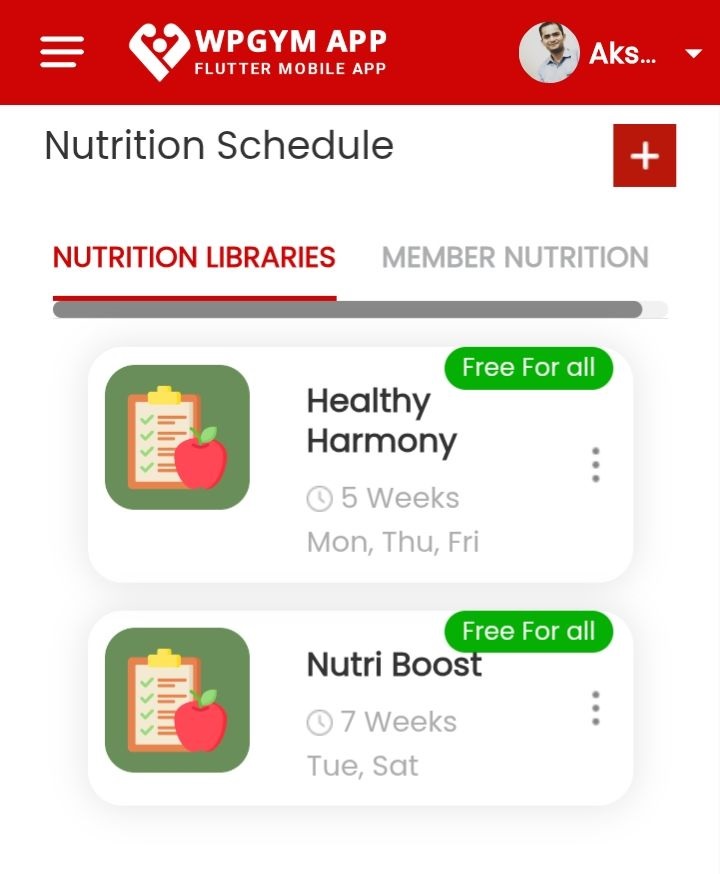 WPGYM APP
FLUTTER MOBILE APP
Aks...
Nutrition Schedule
+
NUTRITION LIBRARIES
MEMBER NUTRITION
Free For all
Healthy
Harmony
5 Weeks
Mon, Thu, Fri
Free For all
Nutri Boost
7 Weeks
Tue, Sat